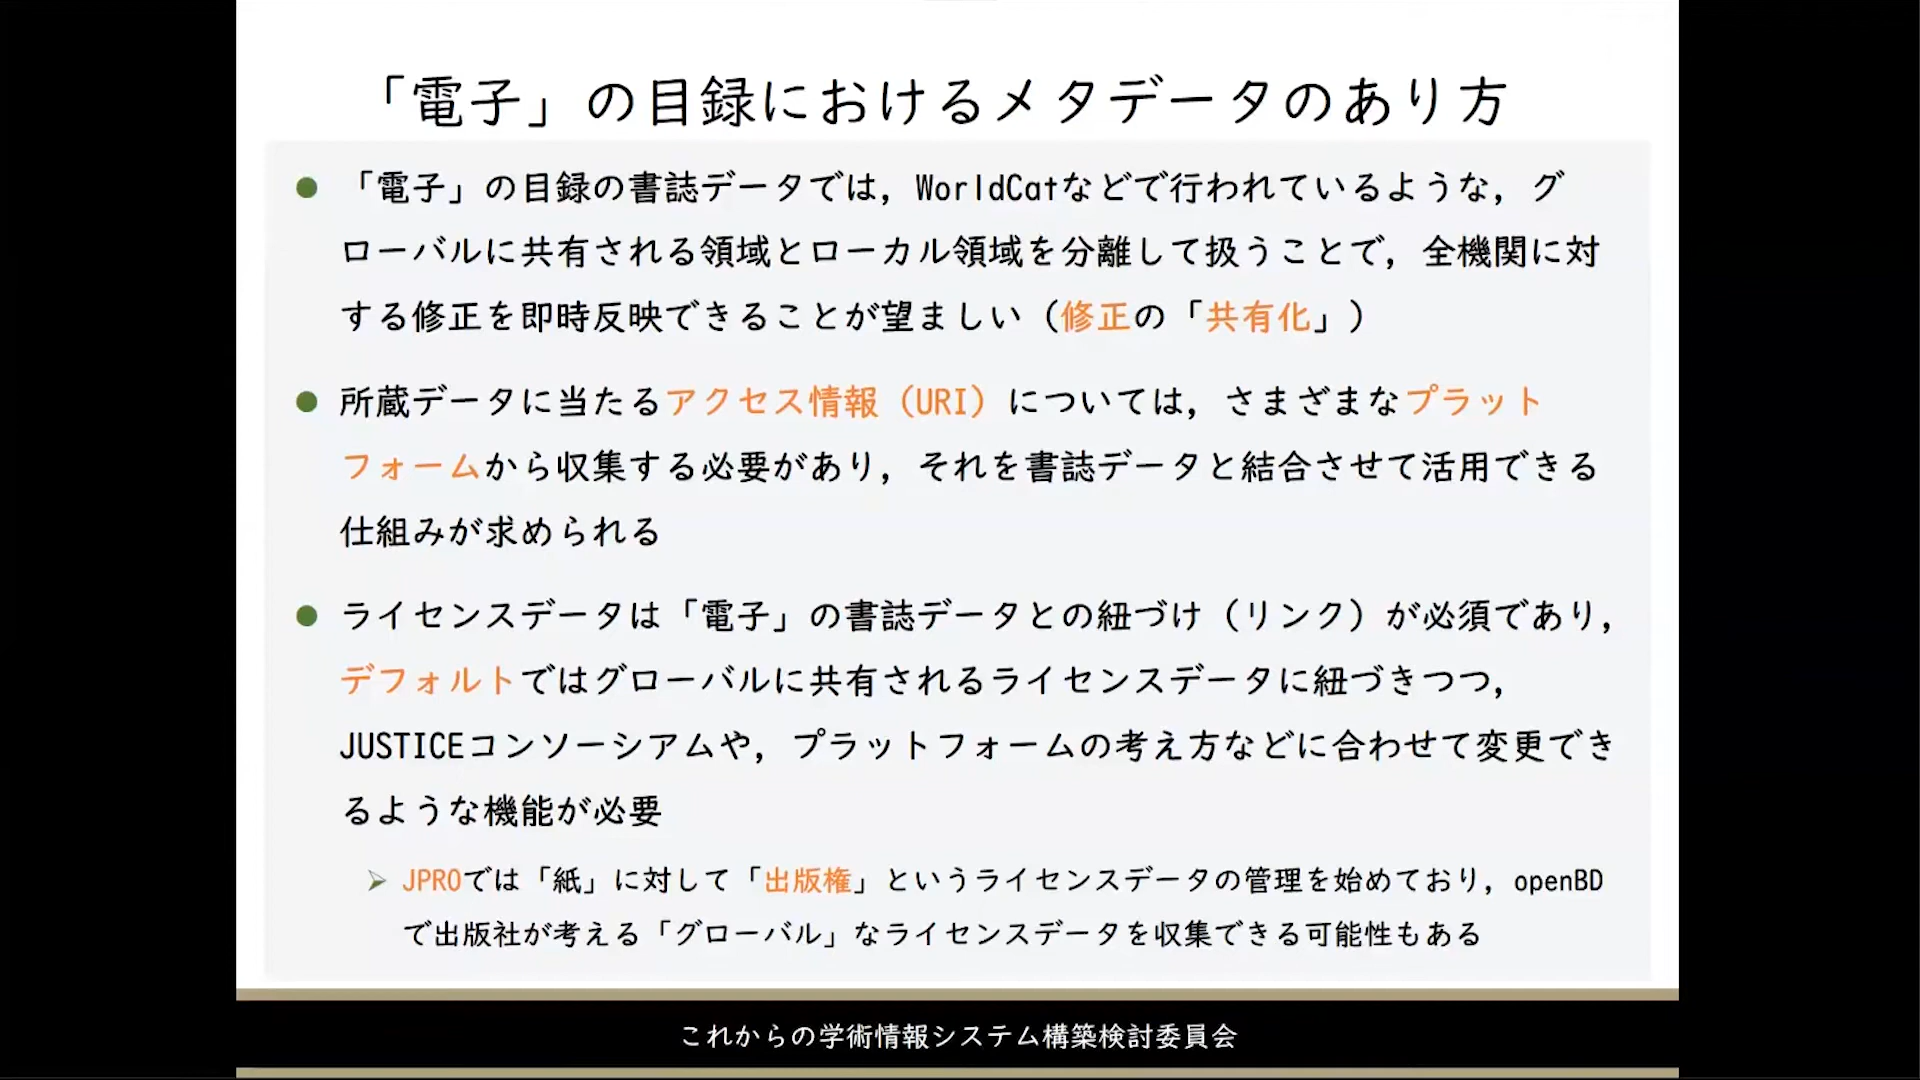 「電子」の目録におけるメタデータのあり方
● 「電子」の目録の書誌データでは，WorldCatなどで行われているような，グ
ローバルに共有される領域とローカル領域を分離して扱うことで，全機関に対
する修正を即時反映できることが望ましい（修正の「共有化」）
● 所蔵データに当たるアクセス情報（URI）については，さまざまなプラット
フォームから収集する必要があり，それを書誌データと結合させて活用できる
仕組みが求められる
● ライセンスデータは「電子」の書誌データとの紐づけ（リンク）が必須であり，
デフォルトではグローバルに共有されるライセンスデータに紐づきつつ，
JUSTICEコンソーシアムや，プラットフォームの考え方などに合わせて変更でき
るような機能が必要
➢ JPROでは「紙」に対して「出版権」というライセンスデータの管理を始めており，openBD
で出版社が考える「グローバル」なライセンスデータを収集できる可能性もある
これからの学術情報システム構築検討委員会